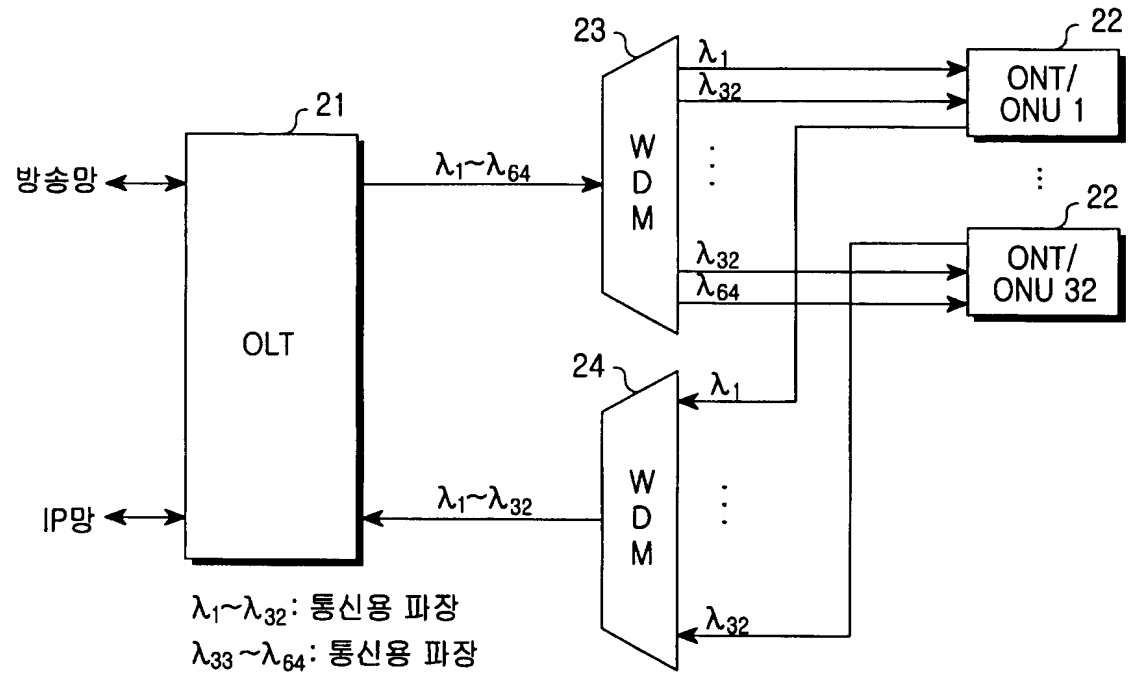 23
λ1
22
λ32
ONT/
ONU 1
21
WDM
방송망
λ1~λ64
⋮
⋮
22
λ32
ONT/
ONU 32
λ64
OLT
24
λ1
WDM
IP망
λ1~λ32
⋮
λ1~λ32: 통신용 파장
λ32
λ33~λ64: 통신용 파장